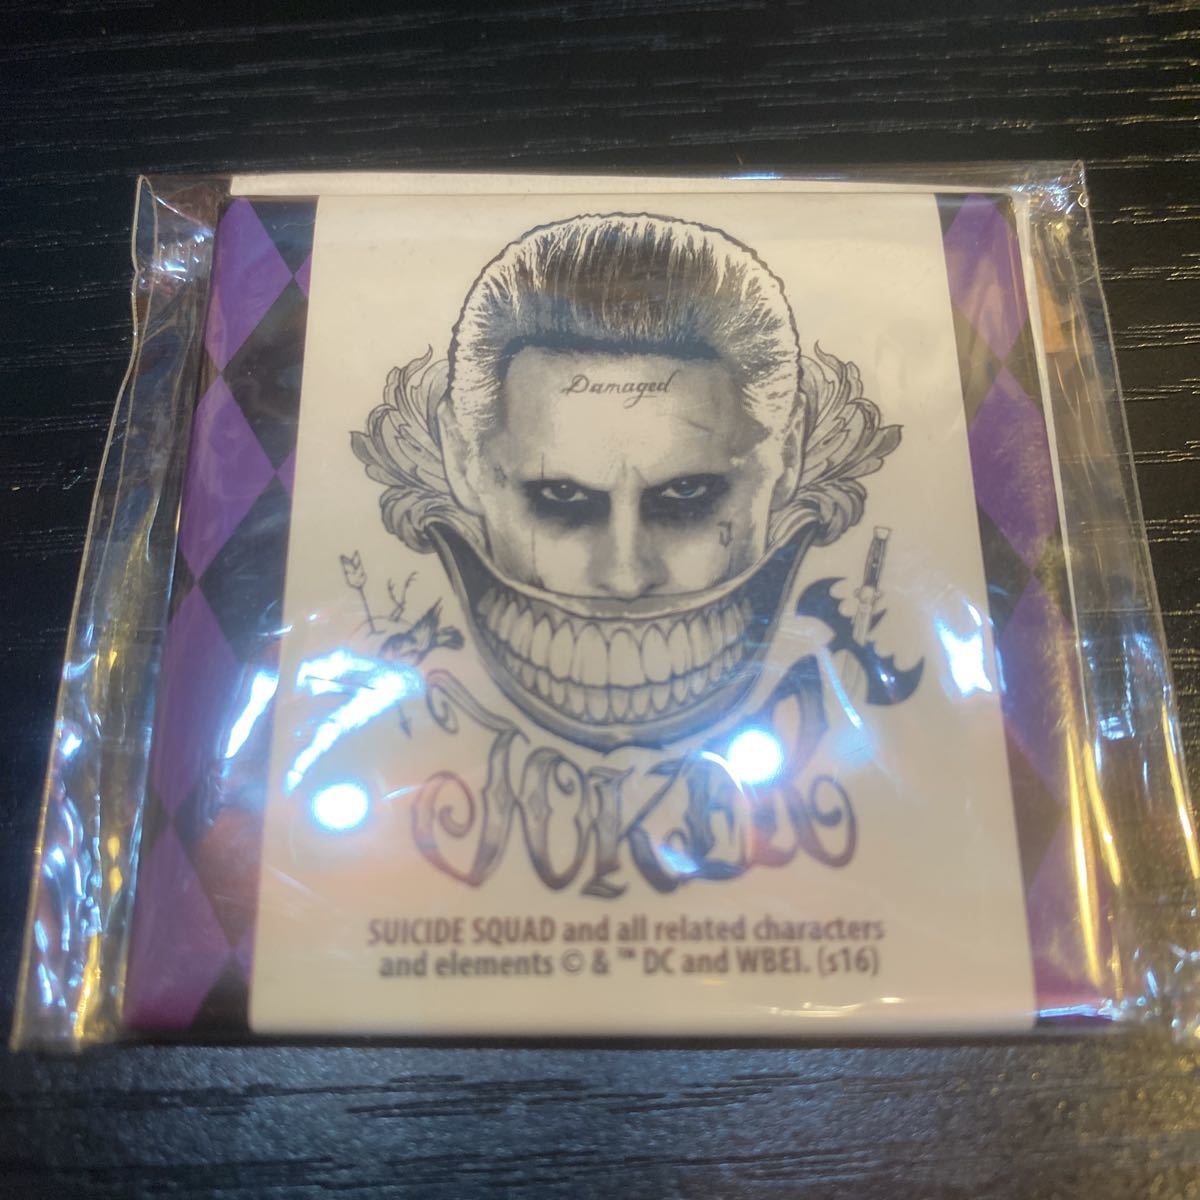 Damaged
J
JOKER
SUICIDE SQUAD and all related characters
and elements © & ™ DC and WBEI. (s16)